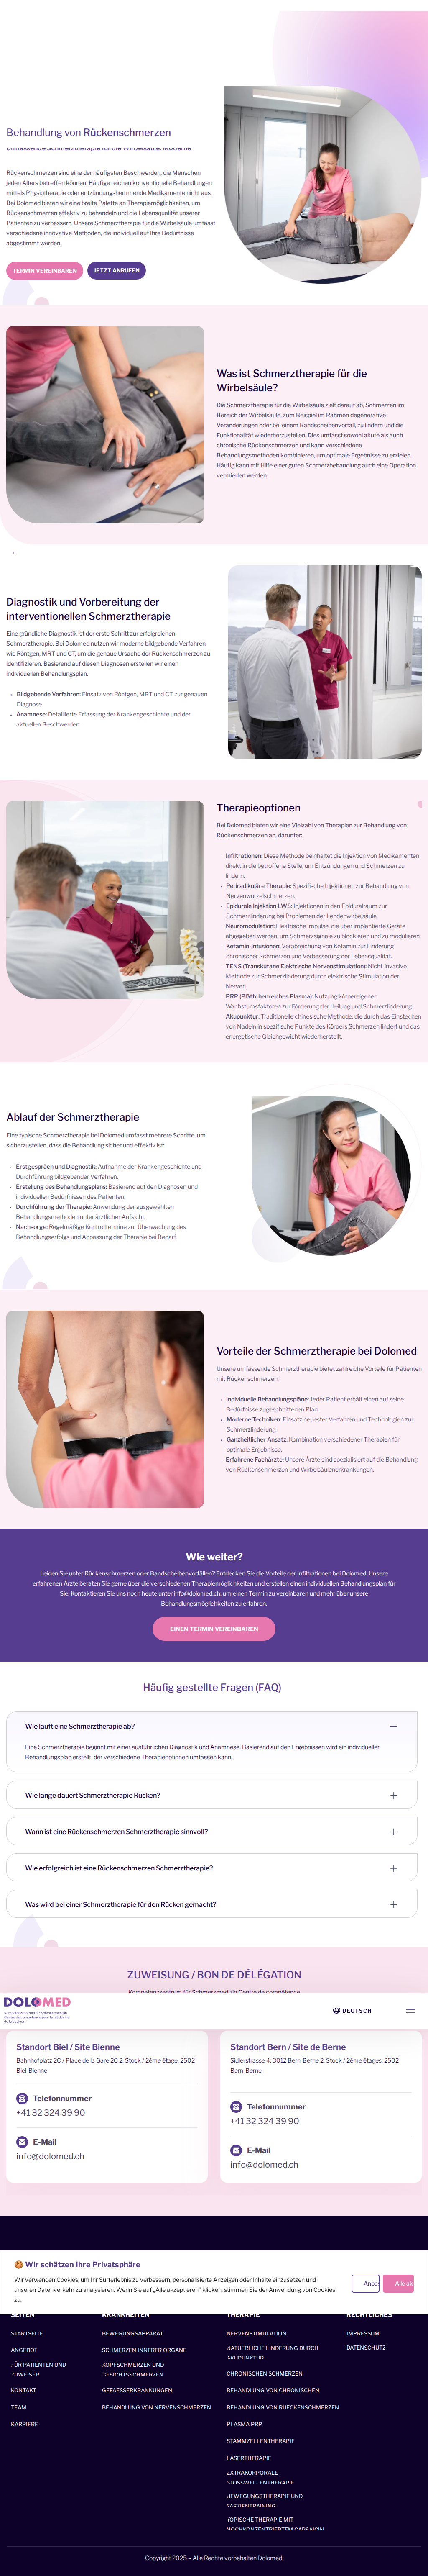 Behandlung von Rückenschmerzen
Umfassende Schmerztherapie für die Wirbelsäule: Moderne
Rückenschmerzen sind eine der häufigsten Beschwerden, die Menschen
jeden Alters betreffen können. Häufige reichen konventionelle Behandlungen
mittels Physiotherapie oder entzündungshemmende Medikamente nicht aus.
Bei Dolomed bieten wir eine breite Palette an Therapiemöglichkeiten, um
Rückenschmerzen effektiv zu behandeln und die Lebensqualität unserer
Patienten zu verbessern. Unsere Schmerztherapie für die Wirbelsäule umfasst
verschiedene innovative Methoden, die individuell auf Ihre Bedürfnisse
abgestimmt werden.
TERMIN VEREINBAREN
JETZT ANRUFEN
Was ist Schmerztherapie für die
Wirbelsäule?
Die Schmerztherapie für die Wirbelsäule zielt darauf ab, Schmerzen im
Bereich der Wirbelsäule, zum Beispiel im Rahmen degenerative
Veränderungen oder bei einem Bandscheibenvorfall, zu lindern und die
Funktionalität wiederherzustellen. Dies umfasst sowohl akute als auch
chronische Rückenschmerzen und kann verschiedene
Behandlungsmethoden kombinieren, um optimale Ergebnisse zu erzielen.
Häufig kann mit Hilfe einer guten Schmerzbehandlung auch eine Operation
vermieden werden.
Diagnostik und Vorbereitung der
interventionellen Schmerztherapie
Eine gründliche Diagnostik ist der erste Schritt zur erfolgreichen
Schmerztherapie. Bei Dolomed nutzen wir moderne bildgebende Verfahren
wie Röntgen, MRT und CT, um die genaue Ursache der Rückenschmerzen zu
identifizieren. Basierend auf diesen Diagnosen erstellen wir einen
individuellen Behandlungsplan.
Bildgebende Verfahren: Einsatz von Röntgen, MRT und CT zur genauen
Diagnose
Anamnese: Detaillierte Erfassung der Krankengeschichte und der
aktuellen Beschwerden.
Therapieoptionen
Bei Dolomed bieten wir eine Vielzahl von Therapien zur Behandlung von
Rückenschmerzen an, darunter:
Infiltrationen: Diese Methode beinhaltet die Injektion von Medikamenten
direkt in die betroffene Stelle, um Entzündungen und Schmerzen zu
lindern.
Periradikuläre Therapie: Spezifische Injektionen zur Behandlung von
Nervenwurzelschmerzen.
Epidurale Injektion LWS: Injektionen in den Epiduralraum zur
Schmerzlinderung bei Problemen der Lendenwirbelsäule.
Neuromodulation: Elektrische Impulse, die über implantierte Geräte
abgegeben werden, um Schmerzsignale zu blockieren und zu modulieren.
Ketamin-Infusionen: Verabreichung von Ketamin zur Linderung
chronischer Schmerzen und Verbesserung der Lebensqualität.
TENS (Transkutane Elektrische Nervenstimulation): Nicht-invasive
Methode zur Schmerzlinderung durch elektrische Stimulation der
Nerven.
PRP (Plättchenreiches Plasma): Nutzung körpereigener
Wachstumsfaktoren zur Förderung der Heilung und Schmerzlinderung.
Akupunktur: Traditionelle chinesische Methode, die durch das Einstechen
von Nadeln in spezifische Punkte des Körpers Schmerzen lindert und das
energetische Gleichgewicht wiederherstellt.
Ablauf der Schmerztherapie
Eine typische Schmerztherapie bei Dolomed umfasst mehrere Schritte, um
sicherzustellen, dass die Behandlung sicher und effektiv ist:
Erstgespräch und Diagnostik: Aufnahme der Krankengeschichte und
Durchführung bildgebender Verfahren.
Erstellung des Behandlungsplans: Basierend auf den Diagnosen und
individuellen Bedürfnissen des Patienten.
Durchführung der Therapie: Anwendung der ausgewählten
Behandlungsmethoden unter ärztlicher Aufsicht.
Nachsorge: Regelmäßige Kontrolltermine zur Überwachung des
Behandlungserfolgs und Anpassung der Therapie bei Bedarf.
Vorteile der Schmerztherapie bei Dolomed
Unsere umfassende Schmerztherapie bietet zahlreiche Vorteile für Patienten
mit Rückenschmerzen:
Individuelle Behandlungspläne: Jeder Patient erhält einen auf seine
Bedürfnisse zugeschnittenen Plan.
Moderne Techniken: Einsatz neuester Verfahren und Technologien zur
Schmerzlinderung.
Ganzheitlicher Ansatz: Kombination verschiedener Therapien für
optimale Ergebnisse.
Erfahrene Fachärzte: Unsere Ärzte sind spezialisiert auf die Behandlung
von Rückenschmerzen und Wirbelsäulenerkrankungen.
Wie weiter?
Leiden Sie unter Rückenschmerzen oder Bandscheibenvorfällen? Entdecken Sie die Vorteile der Infiltrationen bei Dolomed. Unsere
erfahrenen Ärzte beraten Sie gerne über die verschiedenen Therapiemöglichkeiten und erstellen einen individuellen Behandlungsplan für
Sie. Kontaktieren Sie uns noch heute unter info@dolomed.ch, um einen Termin zu vereinbaren und mehr über unsere
Behandlungsmöglichkeiten zu erfahren.
EINEN TERMIN VEREINBAREN
Häufig gestellte Fragen (FAQ)
Wie läuft eine Schmerztherapie ab?
Eine Schmerztherapie beginnt mit einer ausführlichen Diagnostik und Anamnese. Basierend auf den Ergebnissen wird ein individueller
Behandlungsplan erstellt, der verschiedene Therapieoptionen umfassen kann.
Wie lange dauert Schmerztherapie Rücken?
Wann ist eine Rückenschmerzen Schmerztherapie sinnvoll?
Wie erfolgreich ist eine Rückenschmerzen Schmerztherapie?
Was wird bei einer Schmerztherapie für den Rücken gemacht?
ZUWEISUNG / BON DE DÉLÉGATION
Kompetenzzentrum für Schmerzmedizin Centre de compétence
DOLOMED
Kompetenzzentrum für Schmerzmedizin
Centre de compétence pour la médecine
de la douleur
DEUTSCH
Standort Biel / Site Bienne
Bahnhofplatz 2C / Place de la Gare 2C 2. Stock / 2ème étage, 2502
Biel-Bienne
Telefonnummer
+41 32 324 39 90
E-Mail
info@dolomed.ch
Standort Bern / Site de Berne
Sidlerstrasse 4, 3012 Bern-Berne 2. Stock / 2ème étages, 2502
Bern-Berne
Telefonnummer
+41 32 324 39 90
E-Mail
info@dolomed.ch
🍪 Wir schätzen Ihre Privatsphäre
Wir verwenden Cookies, um Ihr Surferlebnis zu verbessern, personalisierte Anzeigen oder Inhalte einzusetzen und
unseren Datenverkehr zu analysieren. Wenn Sie auf „Alle akzeptieren" klicken, stimmen Sie der Anwendung von Cookies
zu.
Anpas
Alle ak
SEITEN
STARTSEITE
ANGEBOT
FÜR PATIENTEN UND
ZUWEISER
KONTAKT
TEAM
KARRIERE
KRANKHEITEN
BEWEGUNGSAPPARAT
SCHMERZEN INNERER ORGANE
KOPFSCHMERZEN UND
GESICHTSSCHMERZEN
GEFAESSERKRANKUNGEN
BEHANDLUNG VON NERVENSCHMERZEN
THERAPIE
NERVENSTIMULATION
NATUERLICHE LINDERUNG DURCH
AKUPUNKTUR
CHRONISCHEN SCHMERZEN
BEHANDLUNG VON CHRONISCHEN
BEHANDLUNG VON RUECKENSCHMERZEN
PLASMA PRP
STAMMZELLENTHERAPIE
LASERTHERAPIE
EXTRAKORPORALE
STOSSWELLENTHERAPIE
BEWEGUNGSTHERAPIE UND
FASZIENTRAINING
TOPISCHE THERAPIE MIT
HOCHKONZENTRIERTEM CAPSAICIN
RECHTLICHES
IMPRESSUM
DATENSCHUTZ
Copyright 2025 – Alle Rechte vorbehalten Dolomed.